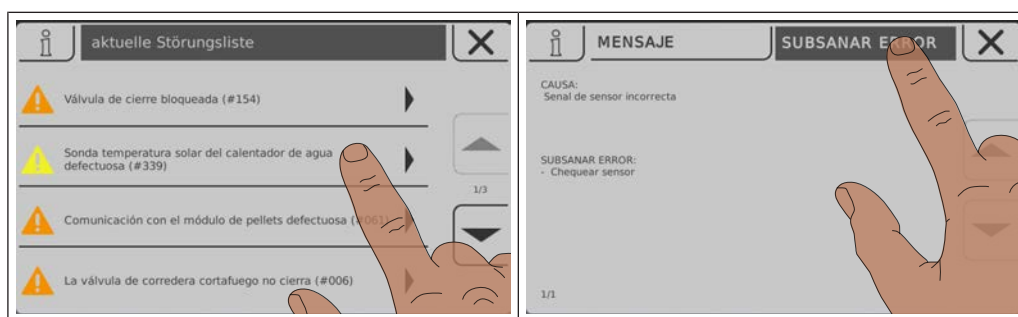 aktuelle Störungsliste
Válvula de cierre bloqueada (#154)
Sonda temperatura solar del calentador de agua
defectuosa (#339)
1/3
Comunicación con el módulo de pellets defectuosa (#061)
La válvula de corredera cortafuego no cierra (#006)
MENSAJE
SUBSANAR ERROR
CAUSA:
Senal de sensor incorrecta
SUBSANAR ERROR:
- Chequear sensor
1/1